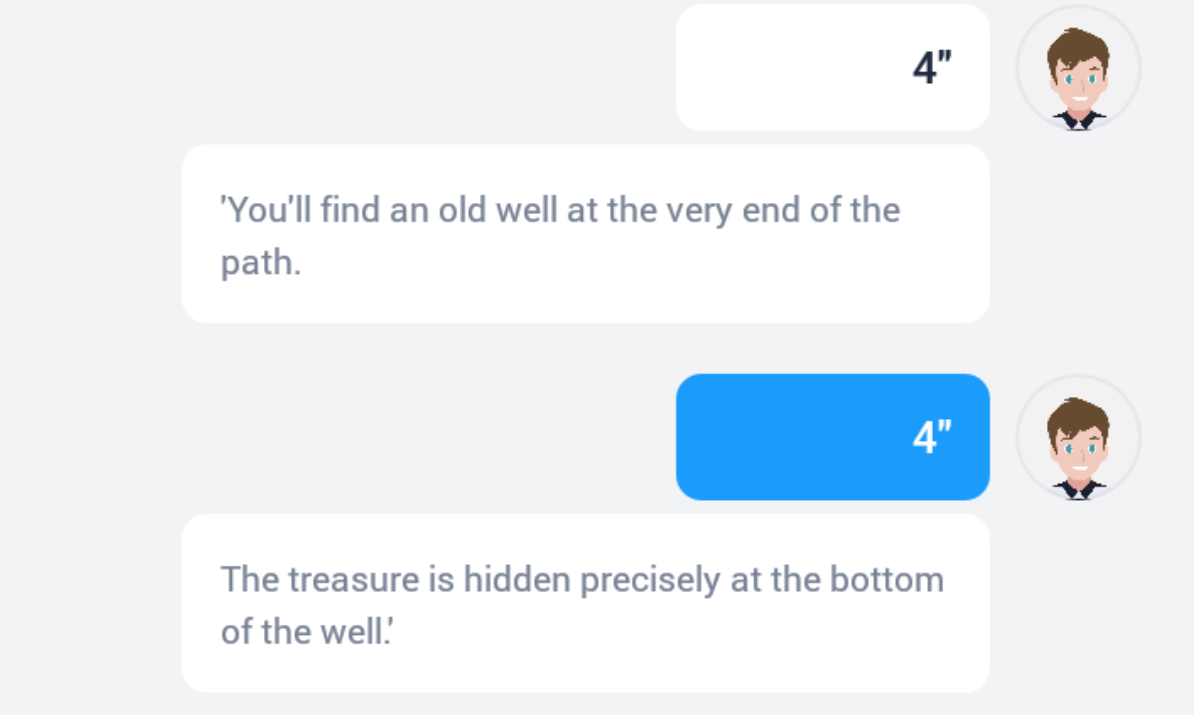 4"
'You'll find an old well at the very end of the
path.
4"
The treasure is hidden precisely at the bottom
of the well.'